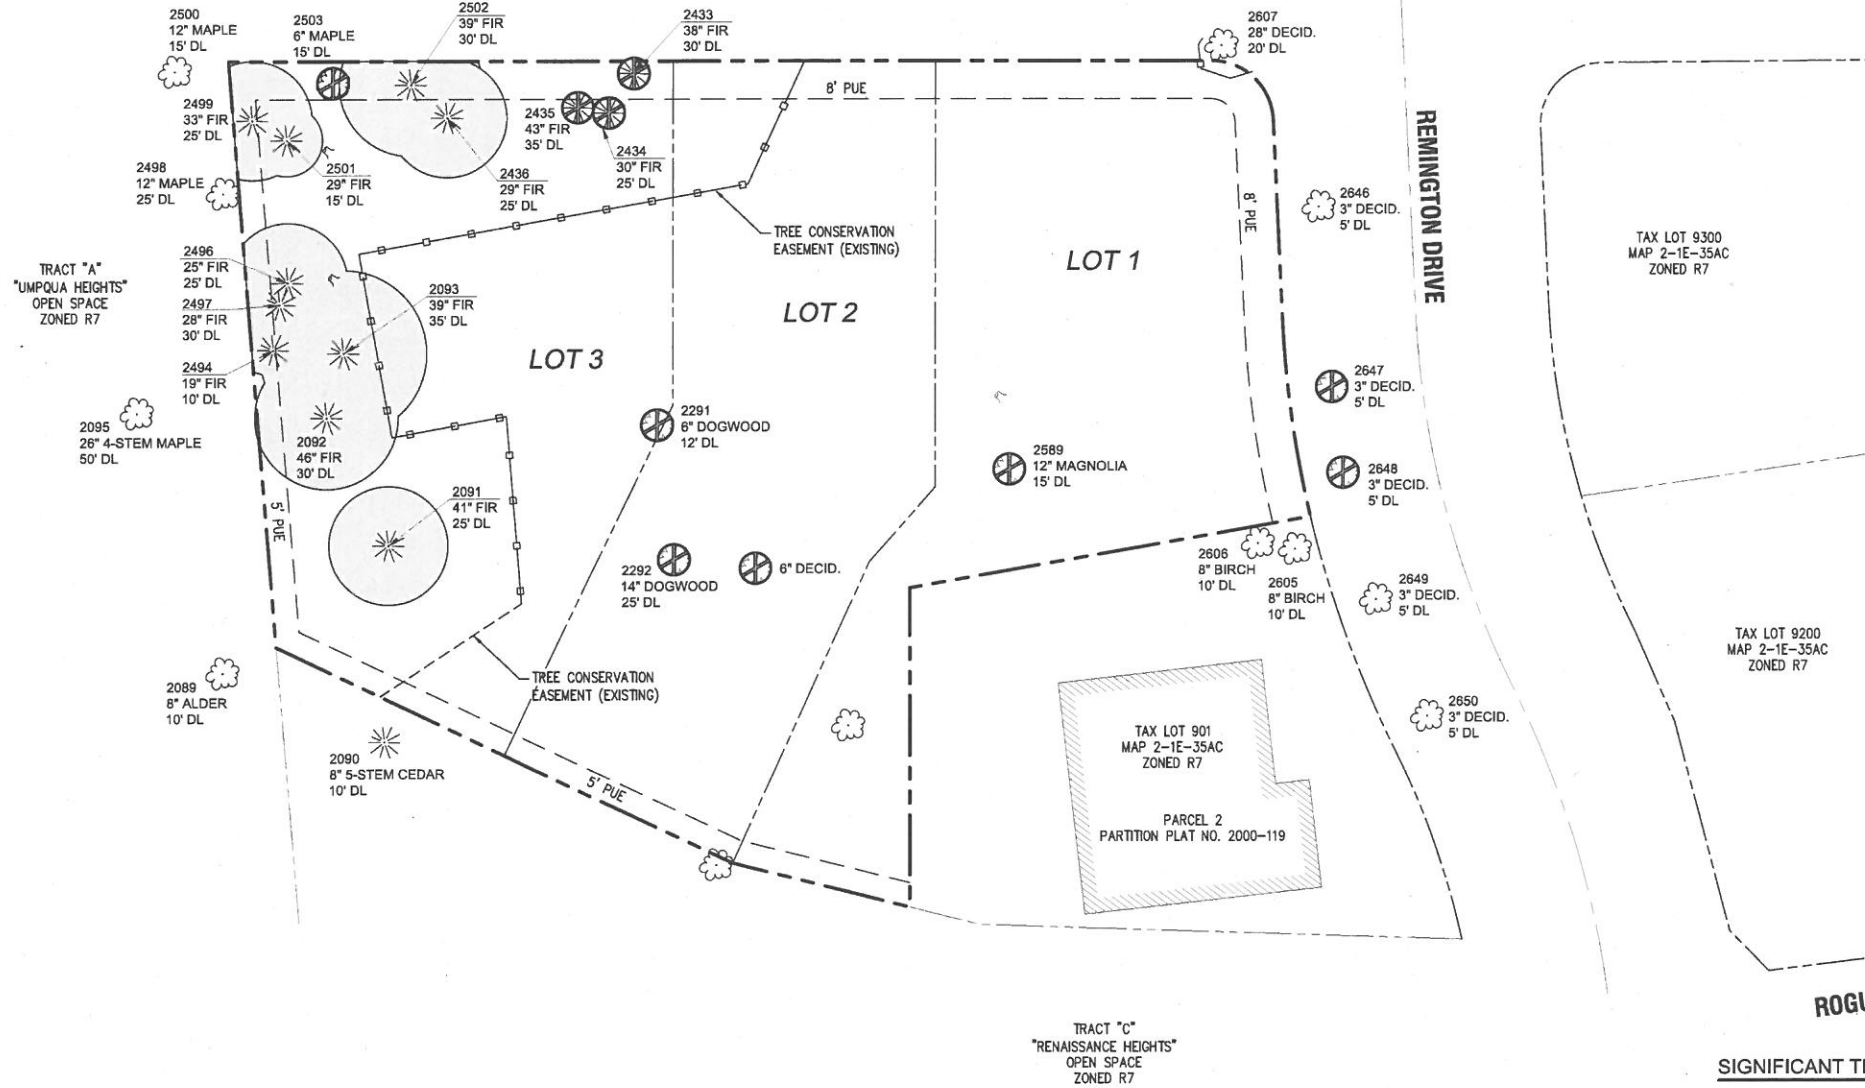 2500
12" MAPLE
15' DL
2503
6" MAPLE
15' DL
2502
39" FIR
30' DL
2433
38" FIR
30' DL
2607
28" DECID.
20' DL
8' PUE
2499
33" FIR
25' DL
2435
43" FIR
35' DL
2434
30" FIR
25' DL
2501
29" FIR
15' DL
2436
29" FIR
25' DL
2498
12" MAPLE
25' DL
REMINGTON DRIVE
8' PUE
2646
3" DECID.
5' DL
TAX LOT 9300
MAP 2-1E-35AC
ZONED R7
TREE CONSERVATION
EASEMENT (EXISTING)
LOT 1
TRACT "A"
"UMPQUA HEIGHTS"
OPEN SPACE
ZONED R7
2496
25" FIR
25' DL
2497
28" FIR
30' DL
2093
39" FIR
35' DL
LOT 2
LOT 3
2494
19" FIR
10' DL
2647
3" DECID.
5' DL
2095
26" 4-STEM MAPLE
50' DL
2092
46" FIR
30' DL
2291
6" DOGWOOD
12' DL
2589
12" MAGNOLIA
15' DL
2648
3" DECID.
5' DL
5' PUE
2091
41" FIR
25' DL
2292
14" DOGWOOD
25' DL
6" DECID.
2606
8" BIRCH
10' DL
2605
8" BIRCH
10' DL
2649
3" DECID.
5' DL
TAX LOT 9200
MAP 2-1E-35AC
ZONED R7
TREE CONSERVATION
EASEMENT (EXISTING)
2089
8" ALDER
10' DL
2650
3" DECID.
5' DL
TAX LOT 901
MAP 2-1E-35AC
ZONED R7
2090
8" 5-STEM CEDAR
10' DL
5' PUE
PARCEL 2
PARTITION PLAT NO. 2000-119
ROGU
TRACT "C"
"RENAISSANCE HEIGHTS"
OPEN SPACE
ZONED R7
SIGNIFICANT T